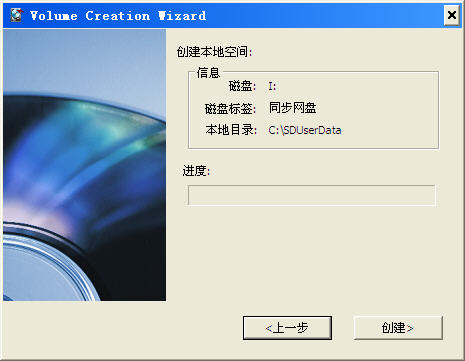 Volume Creation Wizard
创建本地空间:
信息
磁盘: I:
磁盘标签: 同步网盘
本地目录: C:\SDUserData
进度:
<上一步 创建>